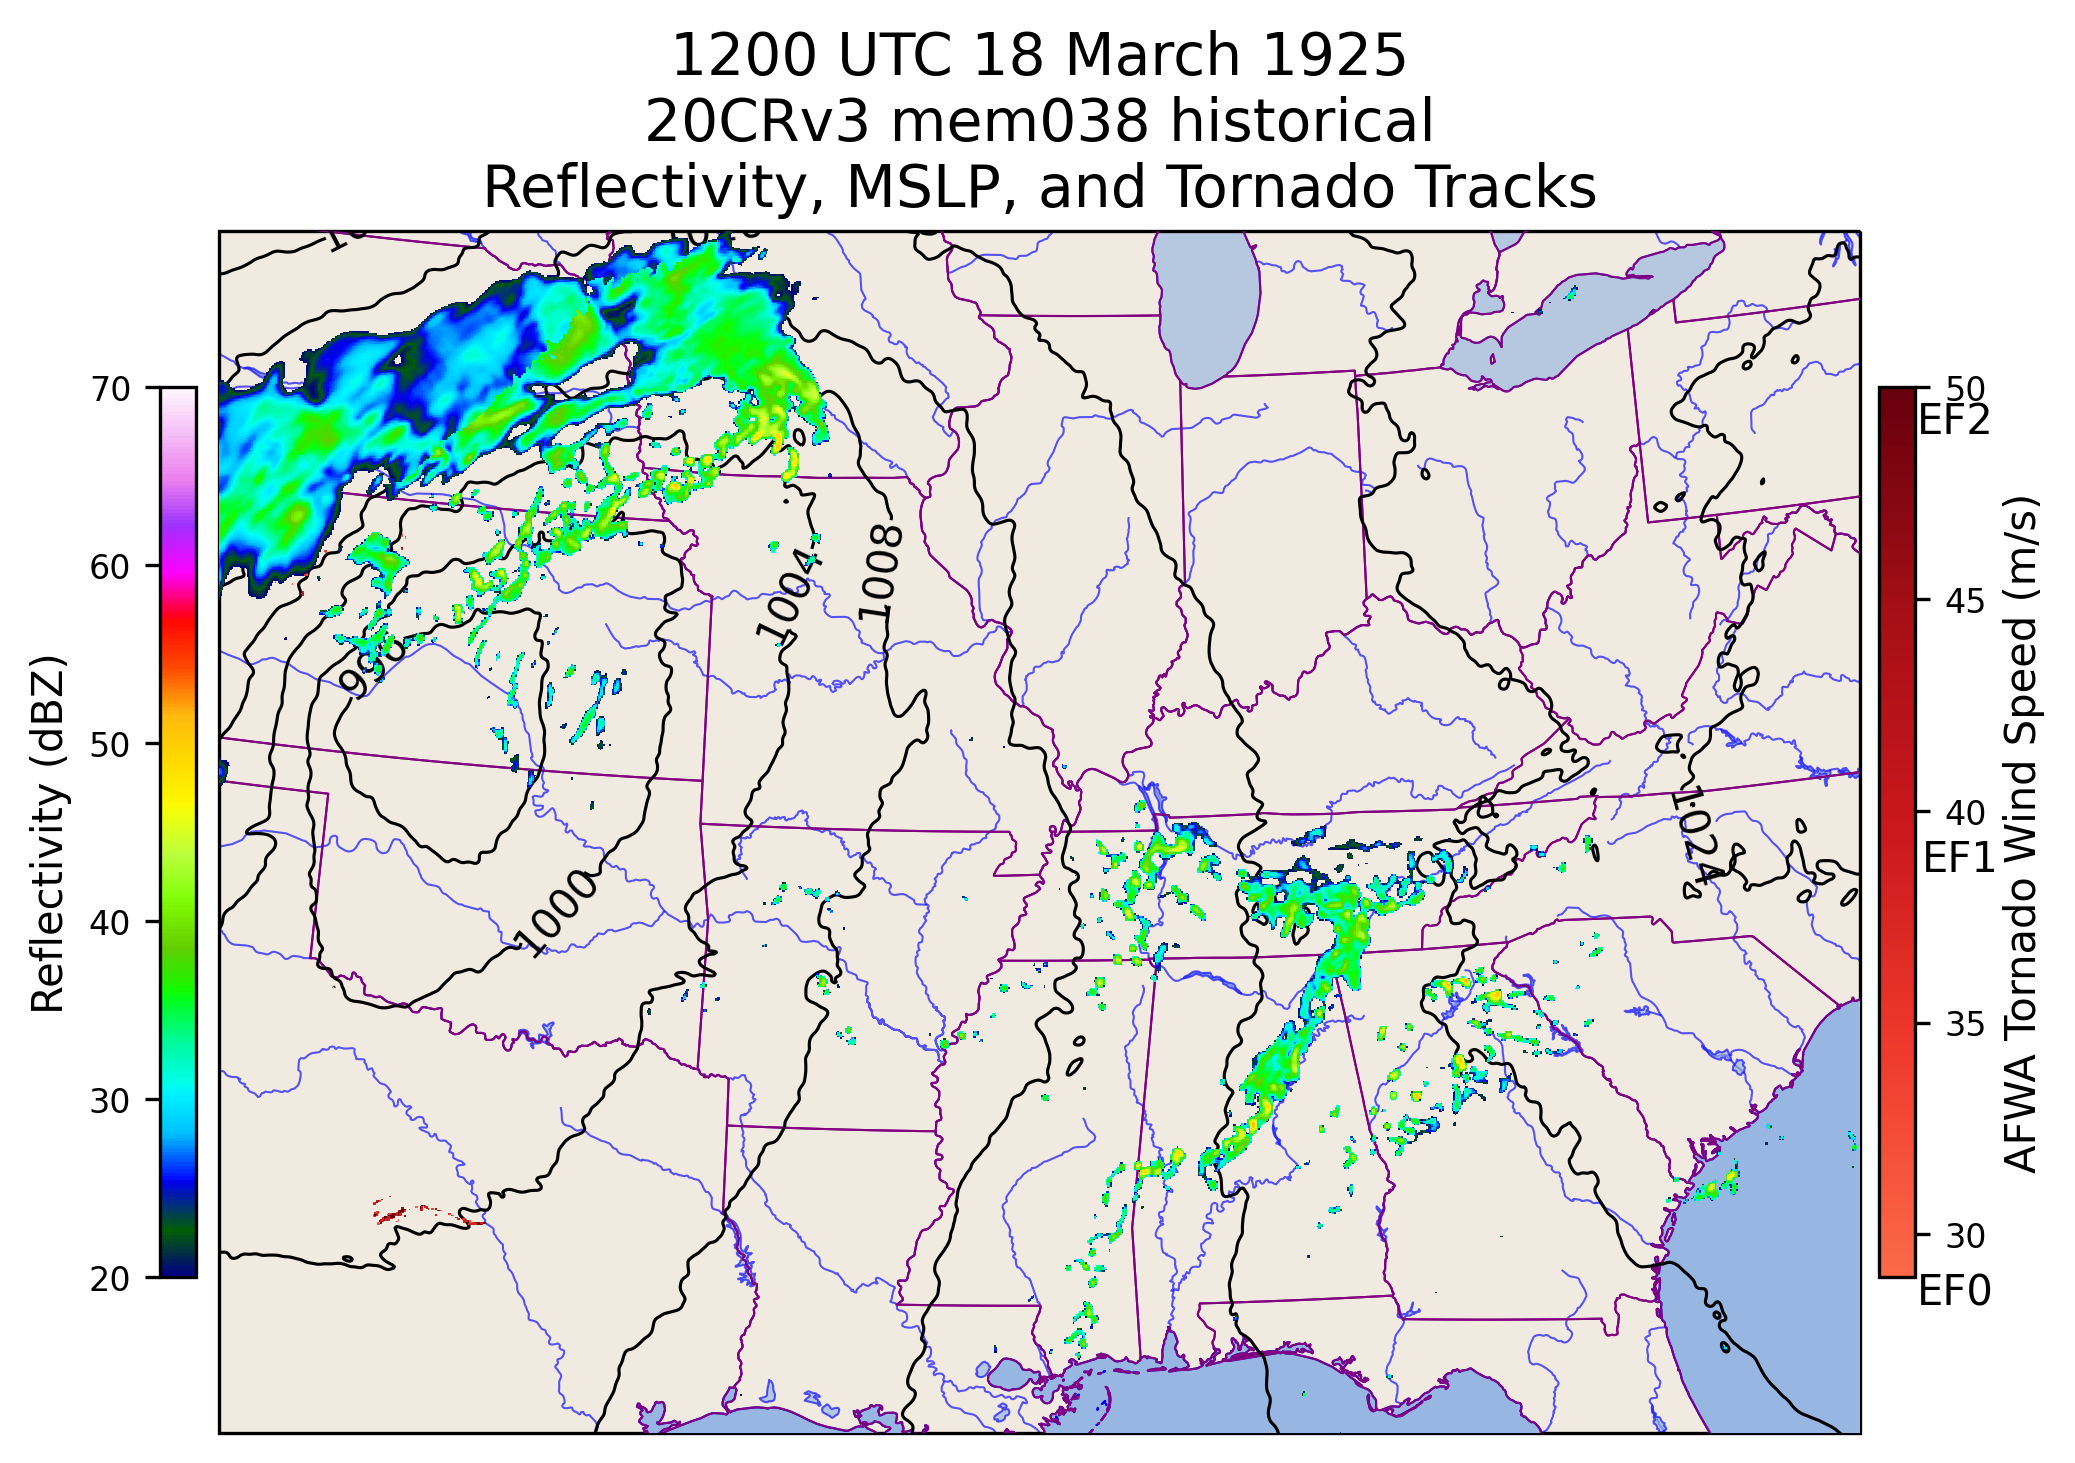 1200 UTC 18 March 1925
20CRv3 mem038 historical
Reflectivity, MSLP, and Tornado Tracks
Reflectivity (dBZ)
70
60
50
40
30
20
1004
1008
996
1000
1024
50
EF2
45
40
EF1
35
30
EF0
AFWA Tornado Wind Speed (m/s)